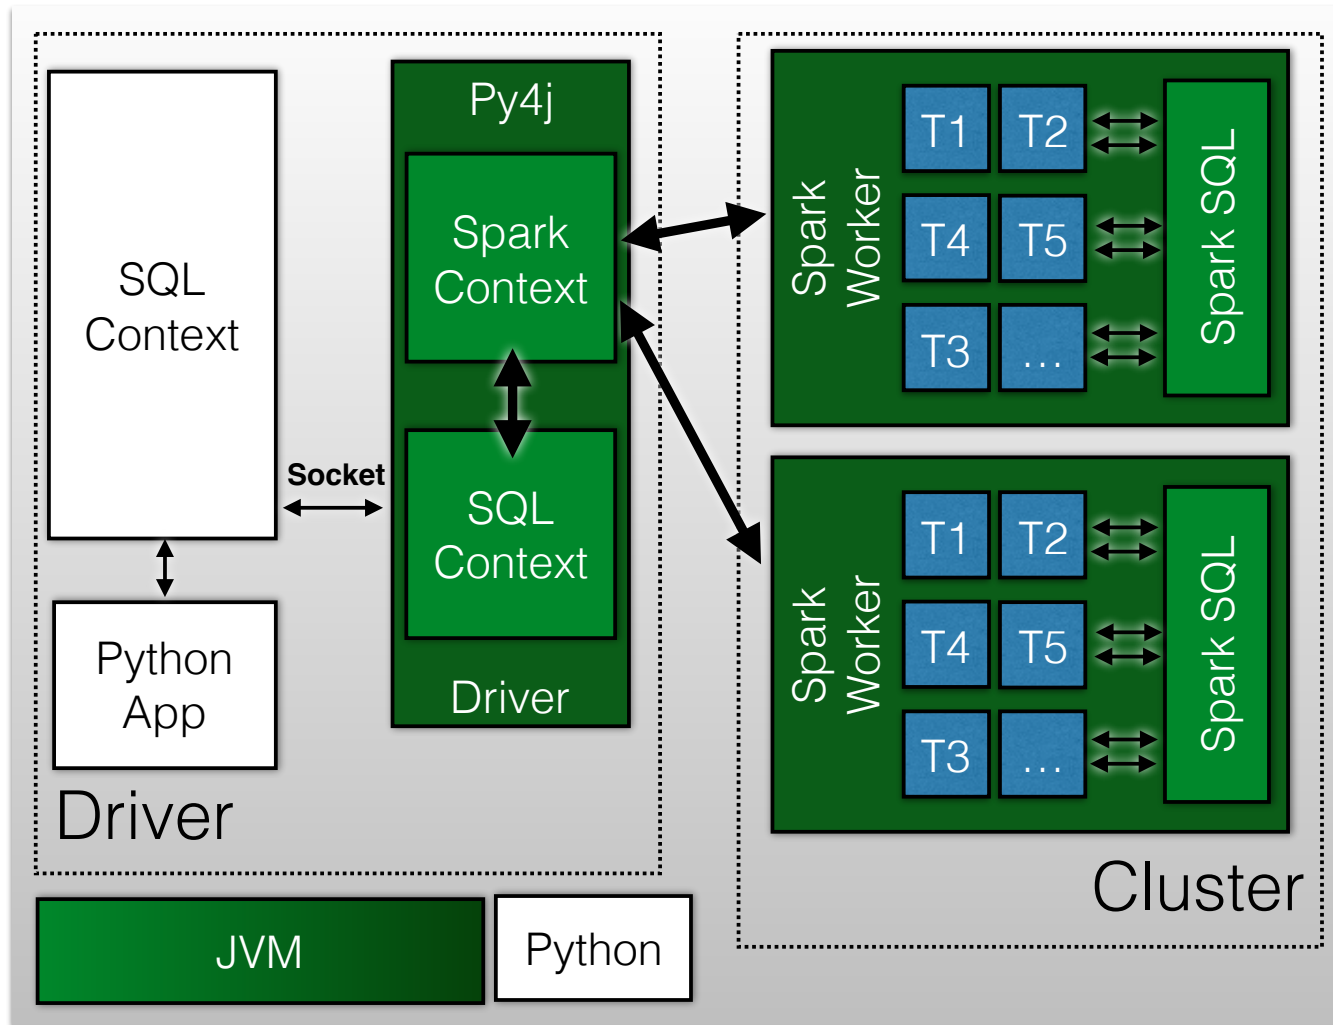 SQL
Context
Python
App
Socket
Py4j
Spark
Context
SQL
Context
Driver
Driver
Spark
Worker
T1
T2
T4
T5
T3
...
Spark SQL
Spark
Worker
T1
T2
T4
T5
T3
...
Spark SQL
Cluster
JVM
Python